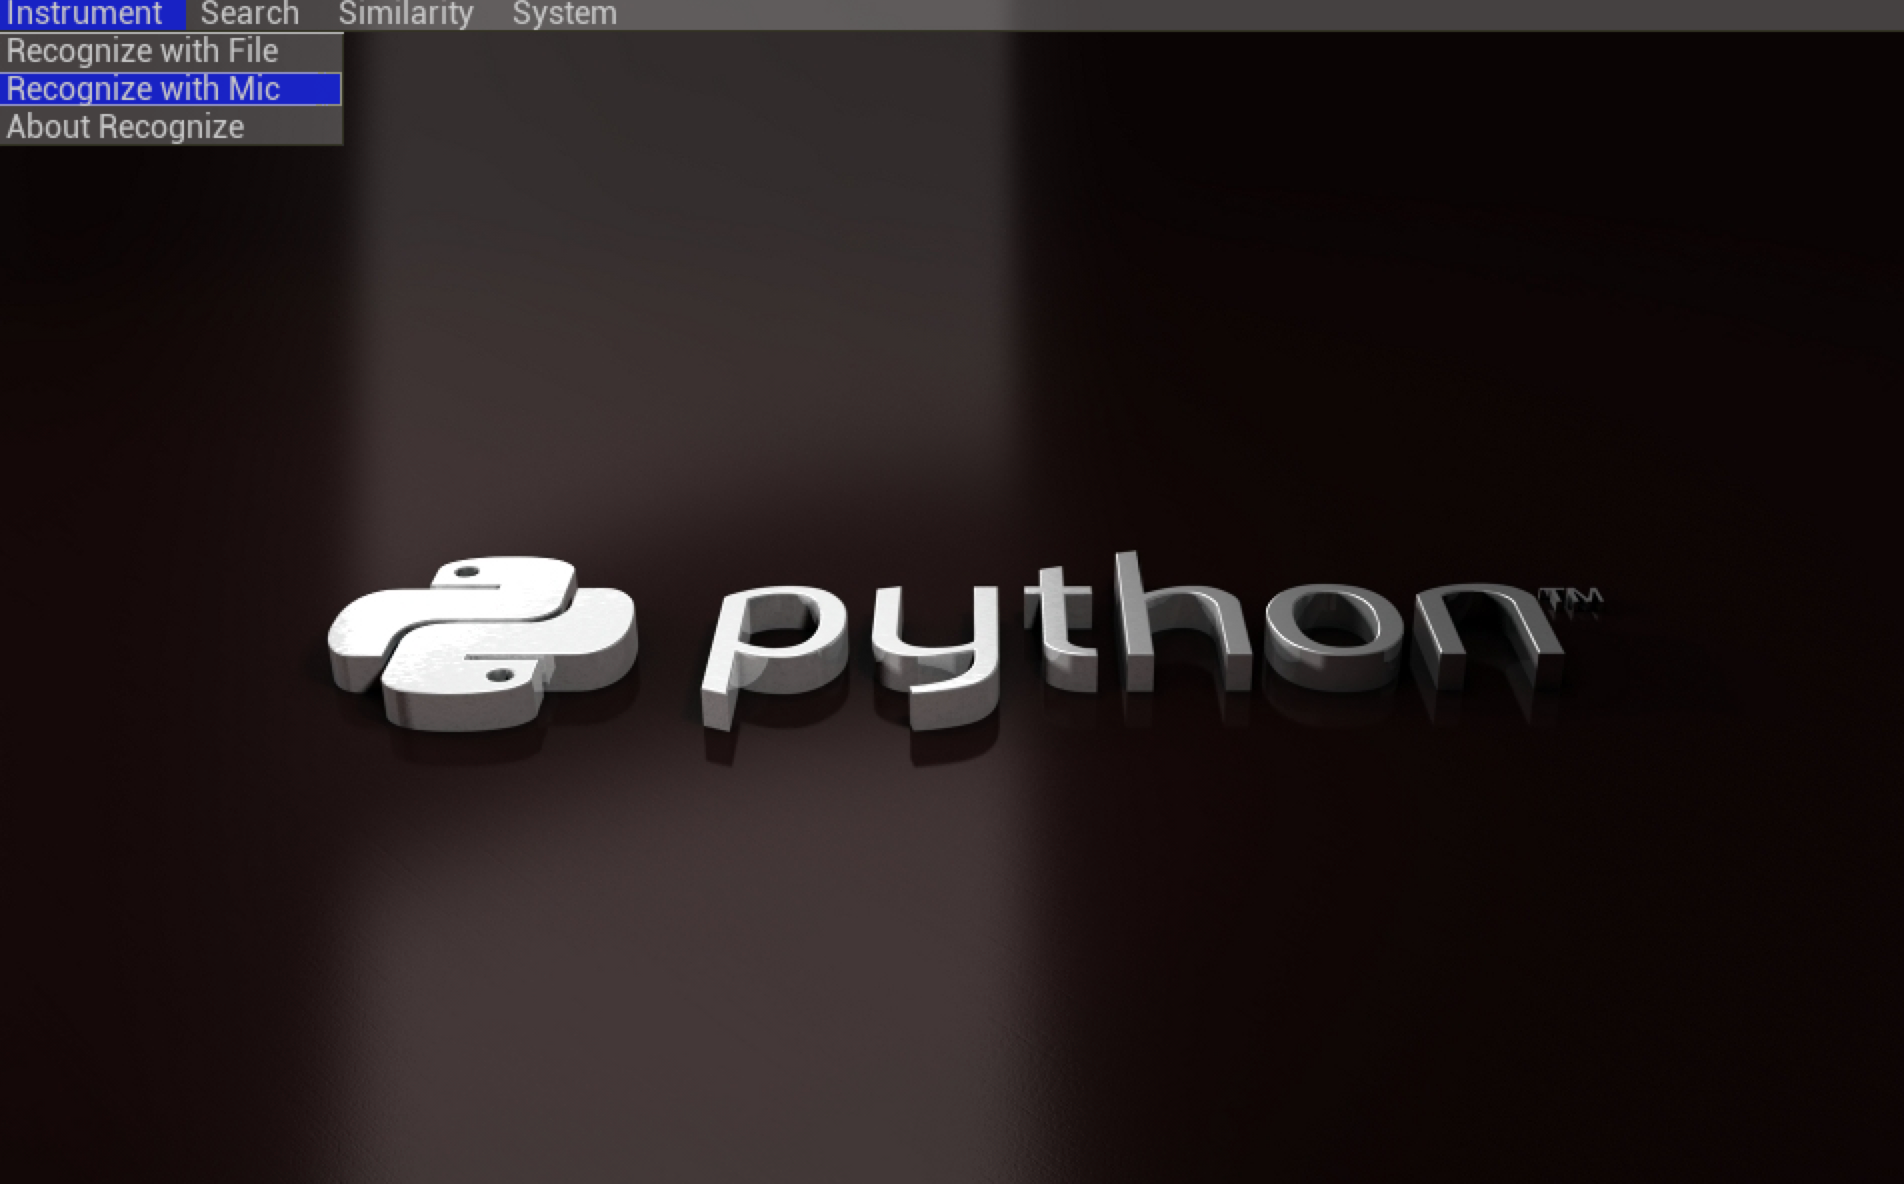 Instrument Search Similarity System
Recognize with File
Recognize with Mic
About Recognize
python™